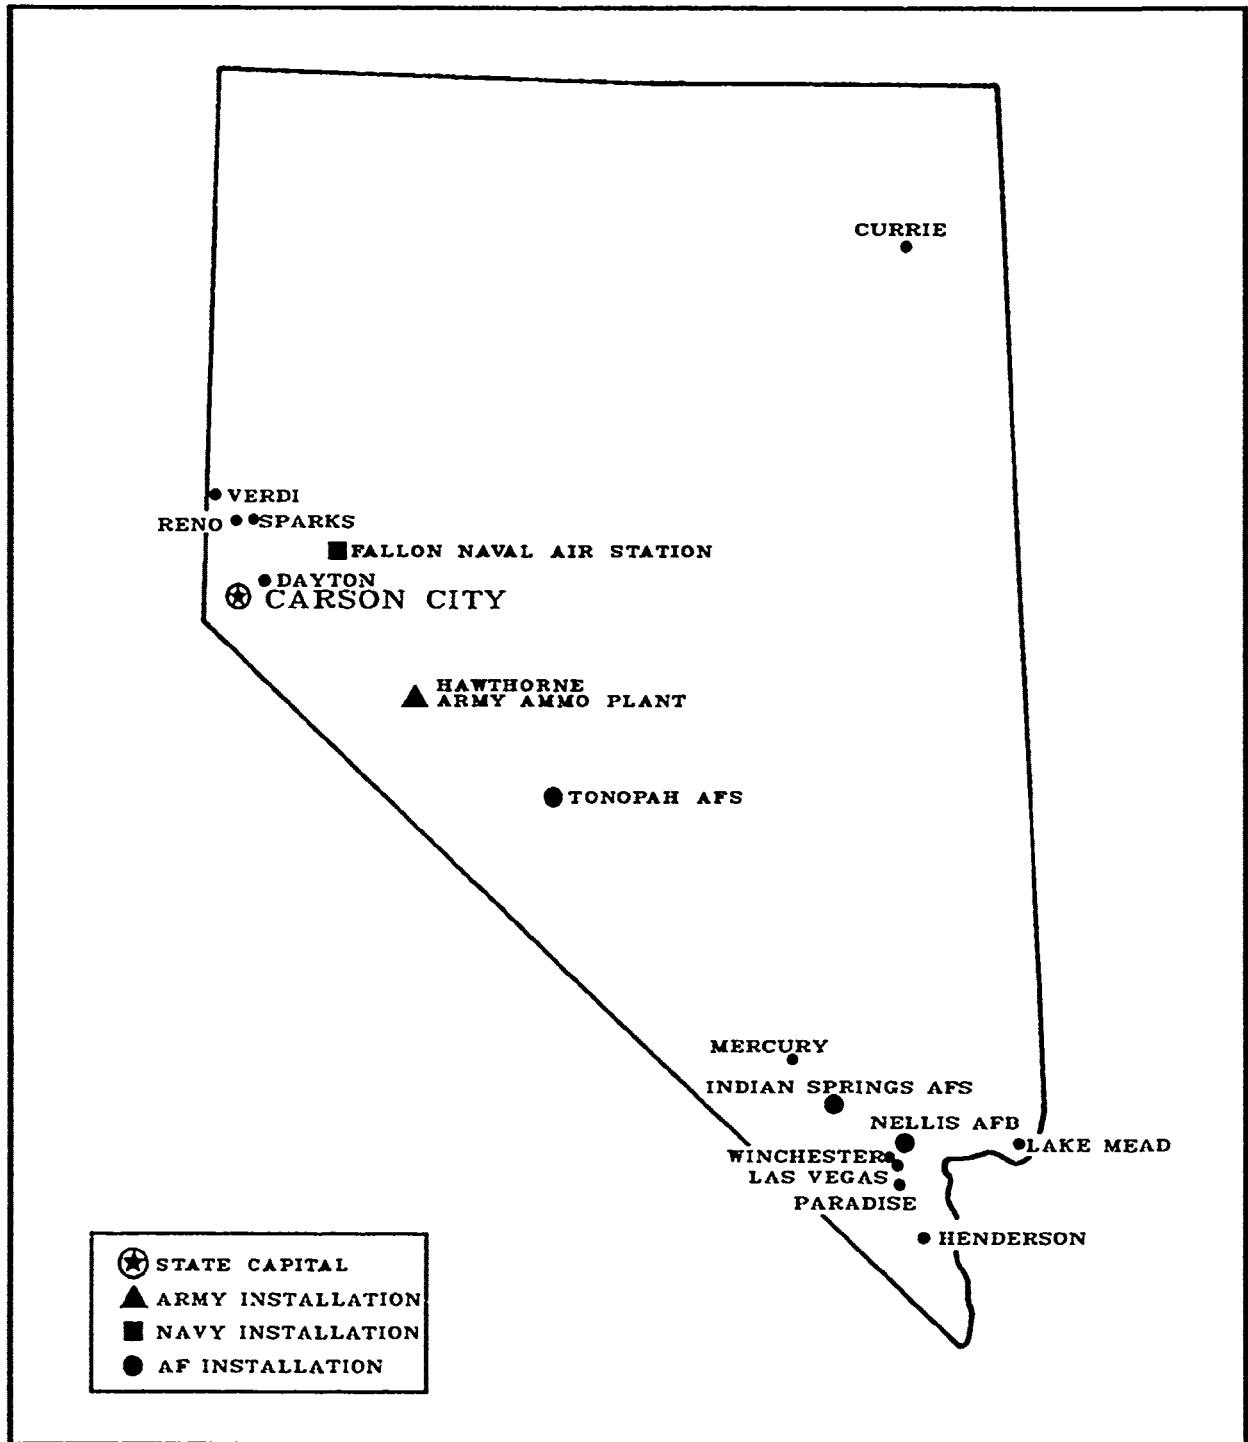 CURRIE
VERDI
RENO
SPARKS
FALLON NAVAL AIR STATION
DAYTON
CARSON CITY
HAWTHORNE
ARMY AMMO PLANT
TONOPAH AFS
MERCURY
INDIAN SPRINGS AFS
NELLIS AFB
LAKE MEAD
WINCHESTER
LAS VEGAS
PARADISE
HENDERSON
STATE CAPITAL
ARMY INSTALLATION
NAVY INSTALLATION
AF INSTALLATION